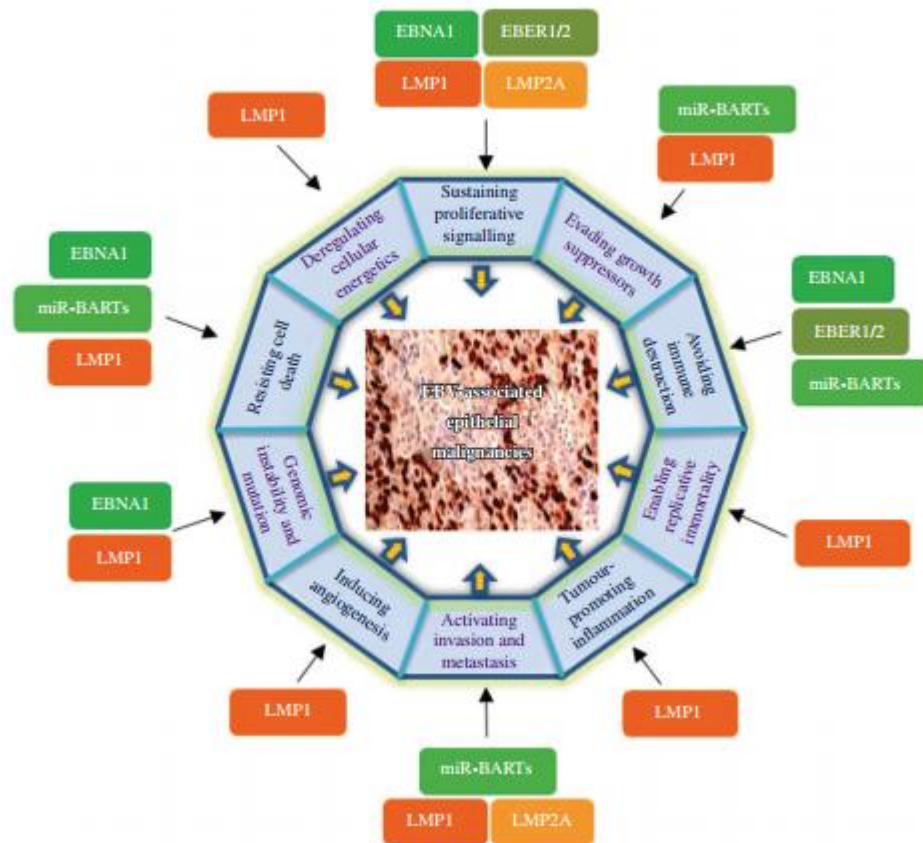 EBNA1
EBER1/2
LMP1
LMP2A
LMP1
miR-BARTs
LMP1
Sustaining
proliferative
signalling
Evading growth
suppressors
Deregulating
cellular
energetics
EBNA1
miR-BARTs
LMP1
Resisting cell
death
Avoiding
immune
destruction
EBNA1
EBER1/2
miR-BARTs
EBV-associated
epithelial
malignancies
Genomic
instability and
mutation
Enabling
replicative
immortality
EBNA1
LMP1
LMP1
Inducing
angiogenesis
Activating
invasion and
metastasis
Tumour-
promoting
inflammation
LMP1
LMP1
miR-BARTs
LMP1
LMP2A